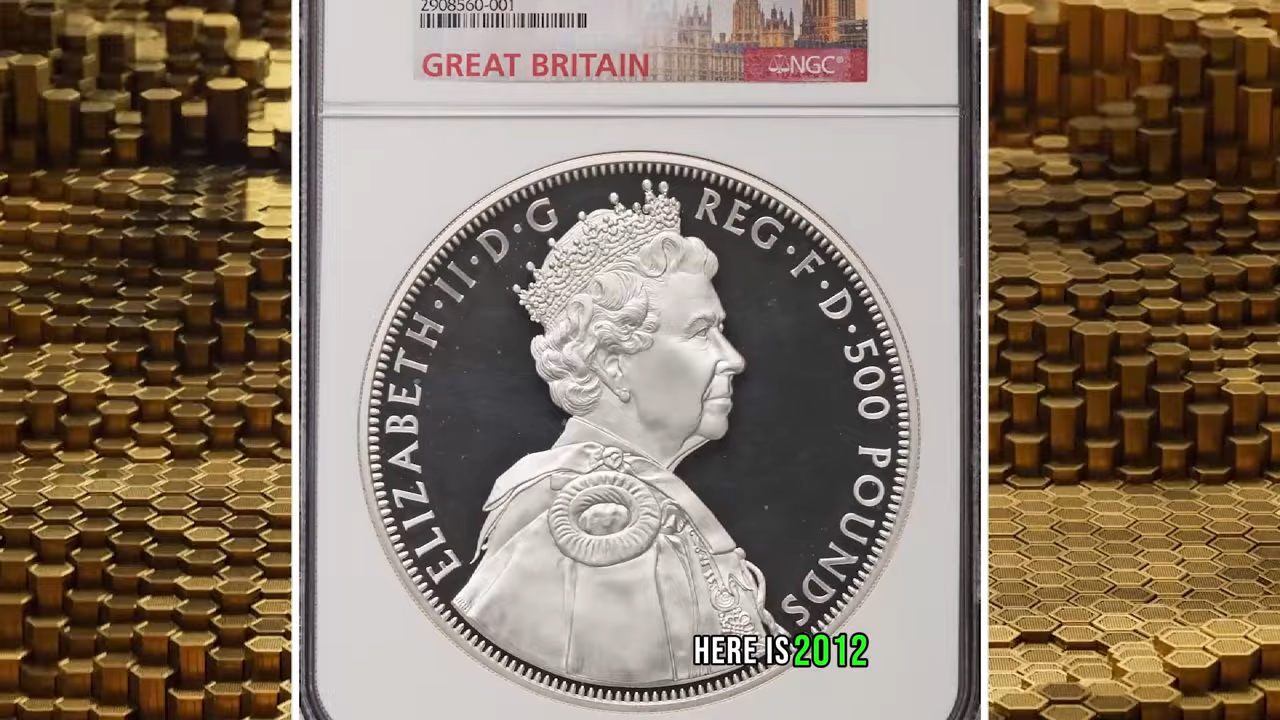 2908560-001
GREAT BRITAIN
NGC®
ELIZABETH·II·D·G
REG·F·D·500 POUNDS
HERE IS 2012